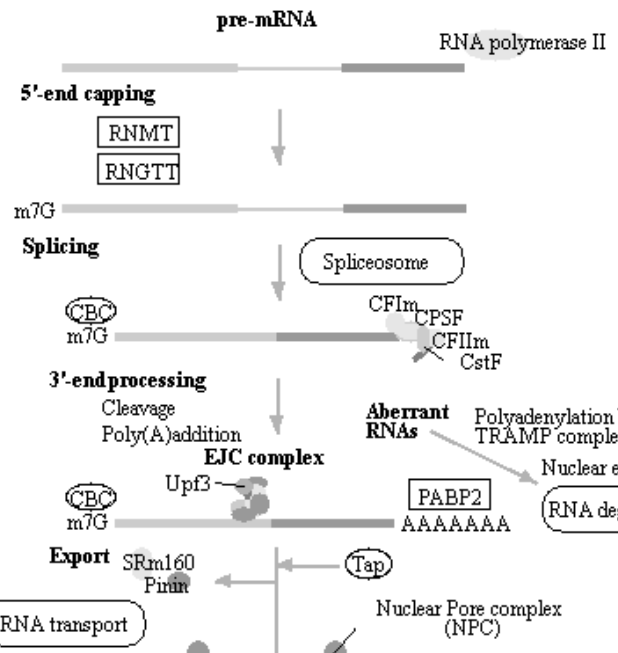 pre-mRNA
RNA polymerase II
5'-end capping
RNMT
RNGTT
m7G
Splicing
Spliceosome
CBC
m7G
CFIm
CPSF
CFIIm
CstF
3'-end processing
Cleavage
Poly(A) addition
Aberrant
RNAs
Polyadenylation
TRAMP comple
Nuclear e
RNA deg
EJC complex
Upf3
CBC
m7G
PABP2
AAAAAAA
Export
SRm160
Pinin
Tap
RNA transport
Nuclear Pore complex
(NPC)